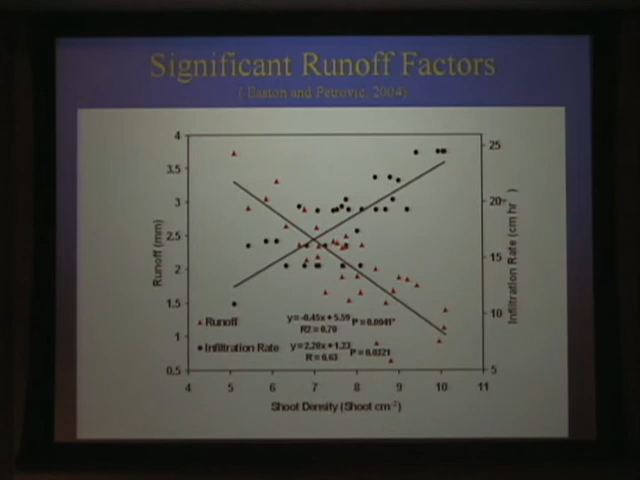 Significant Runoff Factors
( Easton and Petrovic, 2004)
4
3.5
3
2.5
2
1.5
1
0.5
Runoff (mm)
25
20
15
10
5
Infiltration Rate (cm hr )
Runoff
y=-0.45x+5.59 P=0.0041*
R2=0.70
Infiltration Rate
y=2.20x+1.23 P=0.0321
R=0.63
4 5 6 7 8 9 10 11
Shoot Density (Shoot cm-2)